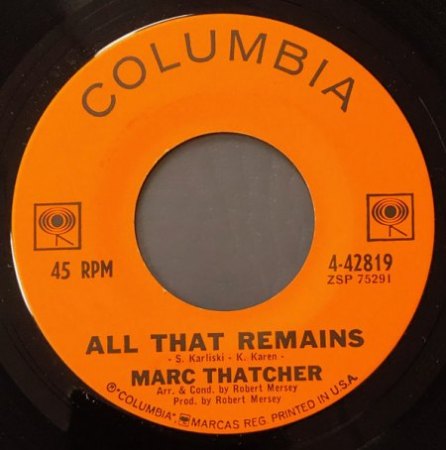 COLUMBIA
45 RPM
4-42819
ZSP 75291
ALL THAT REMAINS
- S. Karliski - K. Karen -
MARC THATCHER
Arr. & Cond. by Robert Mersey
Prod. by Robert Mersey
®"COLUMBIA", MARCAS REG. PRINTED IN U.S.A.